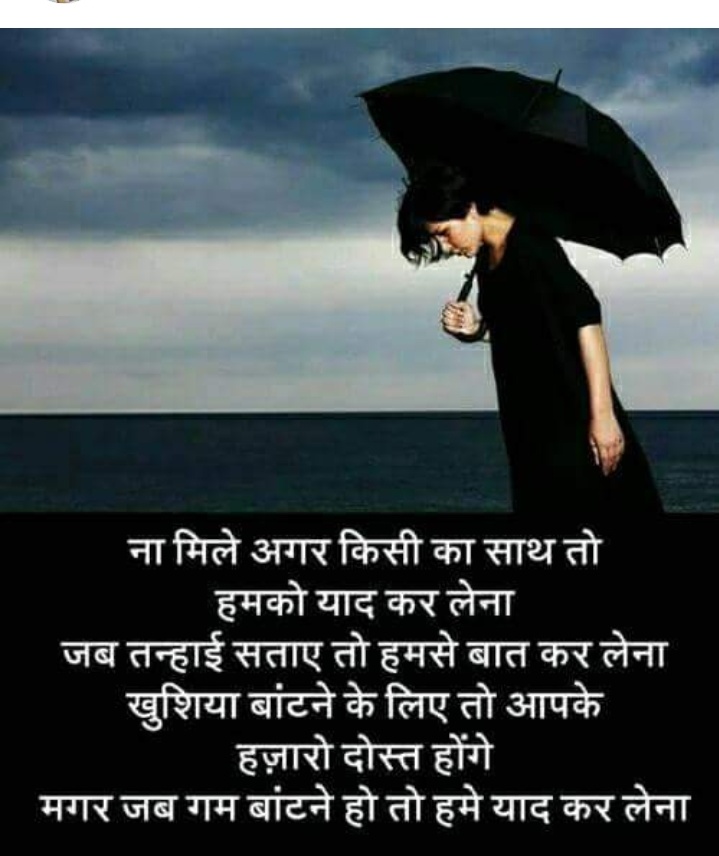 ना मिले अगर किसी का साथ तो
हमको याद कर लेना
जब तन्हाई सताए तो हमसे बात कर लेना
खुशिया बांटने के लिए तो आपके
हज़ारो दोस्त होंगे
मगर जब गम बांटने हो तो हमे याद कर लेना